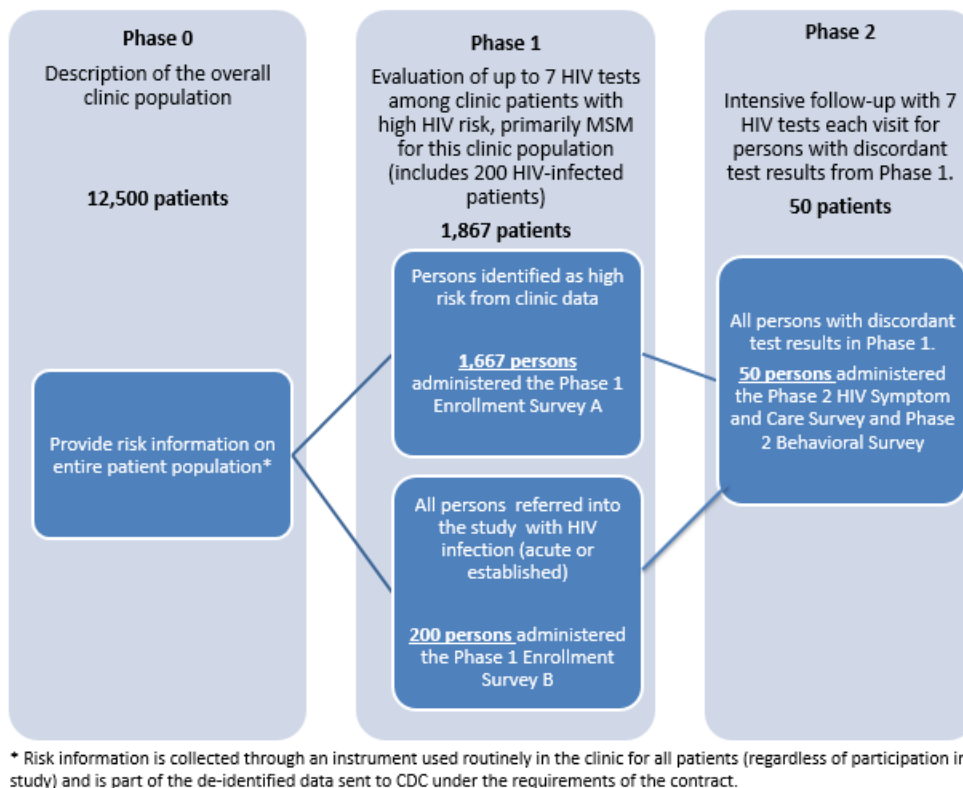 Phase 0
Description of the overall
clinic population
12,500 patients
Provide risk information on
entire patient population*
Phase 1
Evaluation of up to 7 HIV tests
among clinic patients with
high HIV risk, primarily MSM
for this clinic population
(includes 200 HIV-infected
patients)
1,867 patients
Persons identified as high
risk from clinic data
1,667 persons
administered the Phase 1
Enrollment Survey A
All persons referred into
the study with HIV
infection (acute or
established)
200 persons administered
the Phase 1 Enrollment
Survey B
Phase 2
Intensive follow-up with 7
HIV tests each visit for
persons with discordant
test results from Phase 1.
50 patients
All persons with discordant
test results in Phase 1.
50 persons administered
the Phase 2 HIV Symptom
and Care Survey and Phase
2 Behavioral Survey
* Risk information is collected through an instrument used routinely in the clinic for all patients (regardless of participation in
study) and is part of the de-identified data sent to CDC under the requirements of the contract.